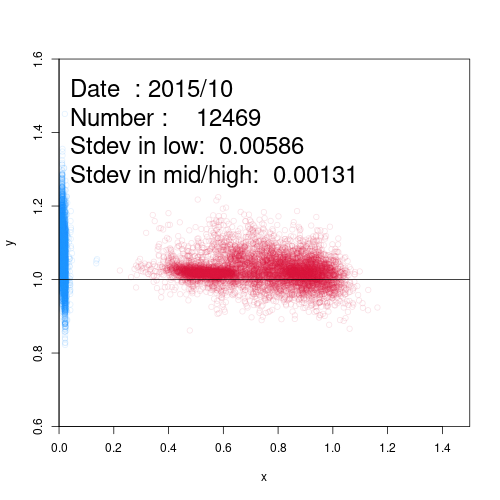 Date : 2015/10
Number : 12469
Stdev in low: 0.00586
Stdev in mid/high: 0.00131
1.6
1.4
1.2
1.0
0.8
0.6
y
0.0 0.2 0.4 0.6 0.8 1.0 1.2 1.4
x